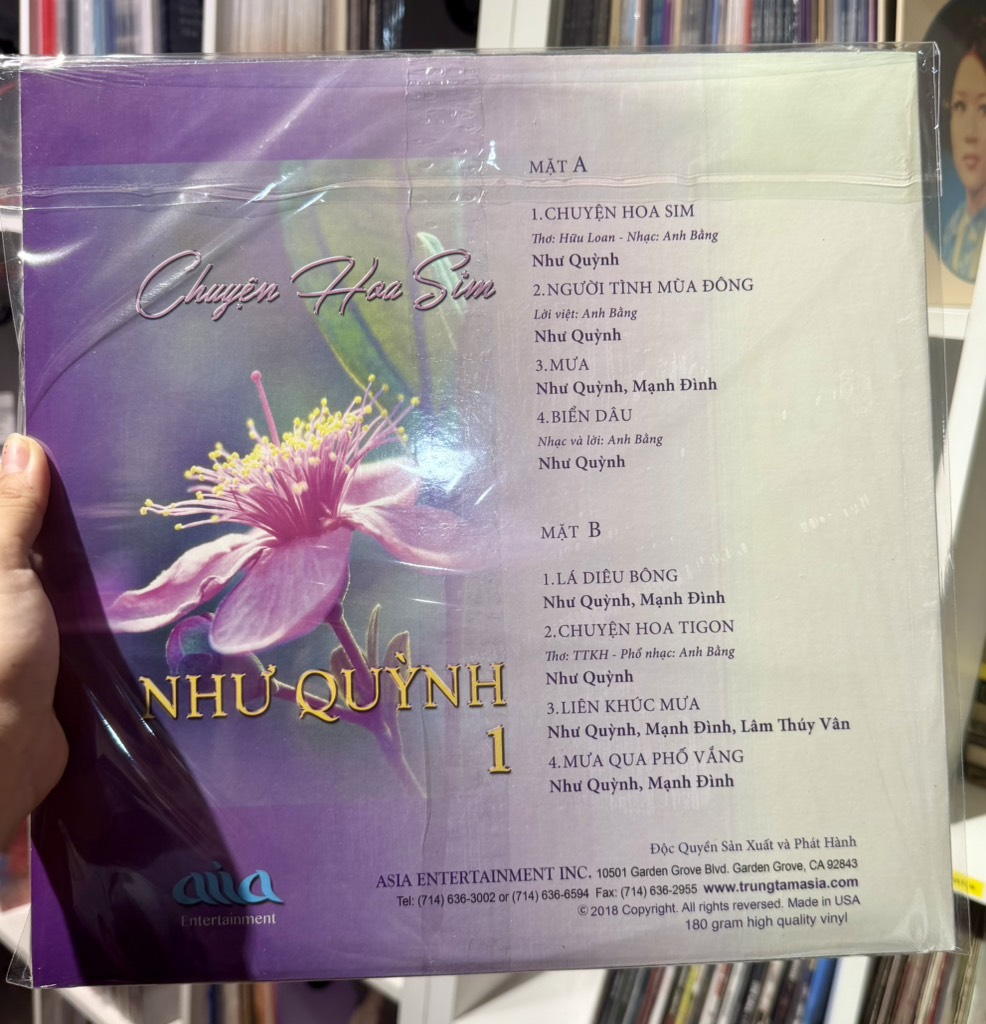 Chuyện Hoa Sim
NHƯ QUỲNH
1
MẶT A
1.CHUYỆN HOA SIM
Thơ: Hữu Loan - Nhạc: Anh Bằng
Như Quỳnh
2.NGƯỜI TÌNH MÙA ĐÔNG
Lời việt: Anh Bằng
Như Quỳnh
3.MƯA
Như Quỳnh, Mạnh Đình
4.BIỂN DÂU
Nhạc và lời: Anh Bằng
Như Quỳnh
MẶT B
1.LÁ DIÊU BÔNG
Như Quỳnh, Mạnh Đình
2.CHUYỆN HOA TIGON
Thơ: TTKH - Phổ nhạc: Anh Bằng
Như Quỳnh
3.LIÊN KHÚC MƯA
Như Quỳnh, Mạnh Đình, Lâm Thúy Vân
4.MƯA QUA PHỐ VẮNG
Như Quỳnh, Mạnh Đình
Độc Quyền Sản Xuất và Phát Hành
ASIA ENTERTAINMENT INC. 10501 Garden Grove Blvd. Garden Grove, CA 92843
Tel: (714) 636-3002 or (714) 636-6594 Fax: (714) 636-2955 www.trungtamasia.com
© 2018 Copyright. All rights reversed. Made in USA
180 gram high quality vinyl
asia
Entertainment